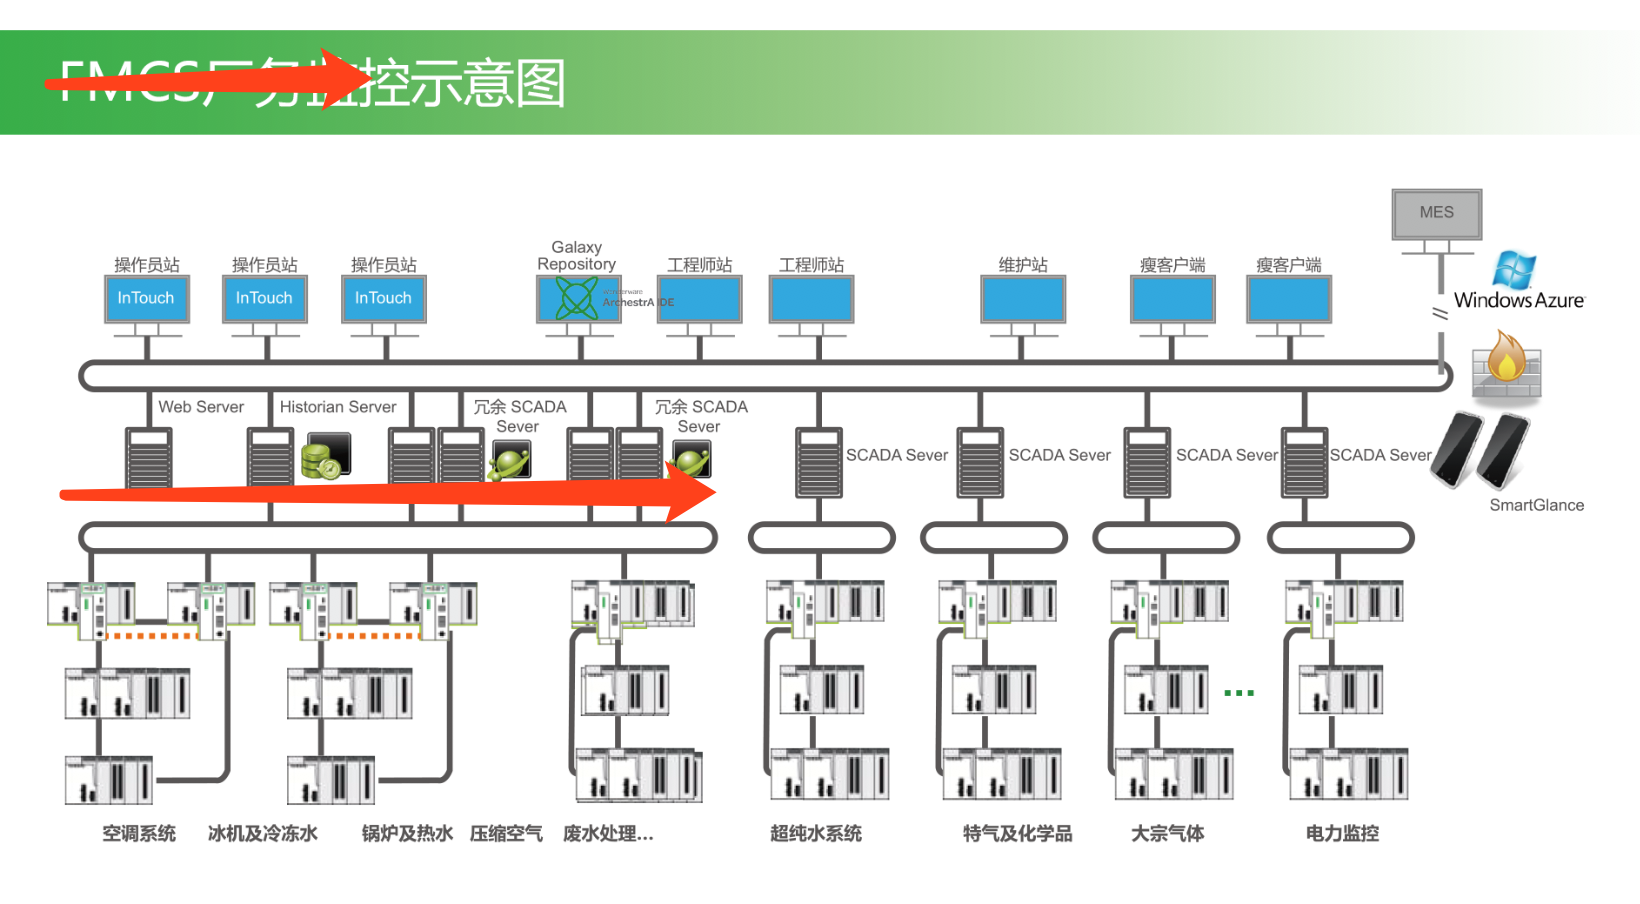 FMCS厂务监控示意图
MES
操作员站
操作员站
操作员站
Galaxy
Repository
工程师站
工程师站
维护站
瘦客户端
瘦客户端
InTouch
InTouch
InTouch
Wonderware
ArchestrA IDE
Windows Azure
Web Server
Historian Server
冗余 SCADA
Sever
冗余 SCADA
Sever
SCADA Sever
SCADA Sever
SCADA Sever
SCADA Sever
SmartGlance
空调系统
冰机及冷冻水
锅炉及热水
压缩空气
废水处理...
超纯水系统
特气及化学品
大宗气体
电力监控